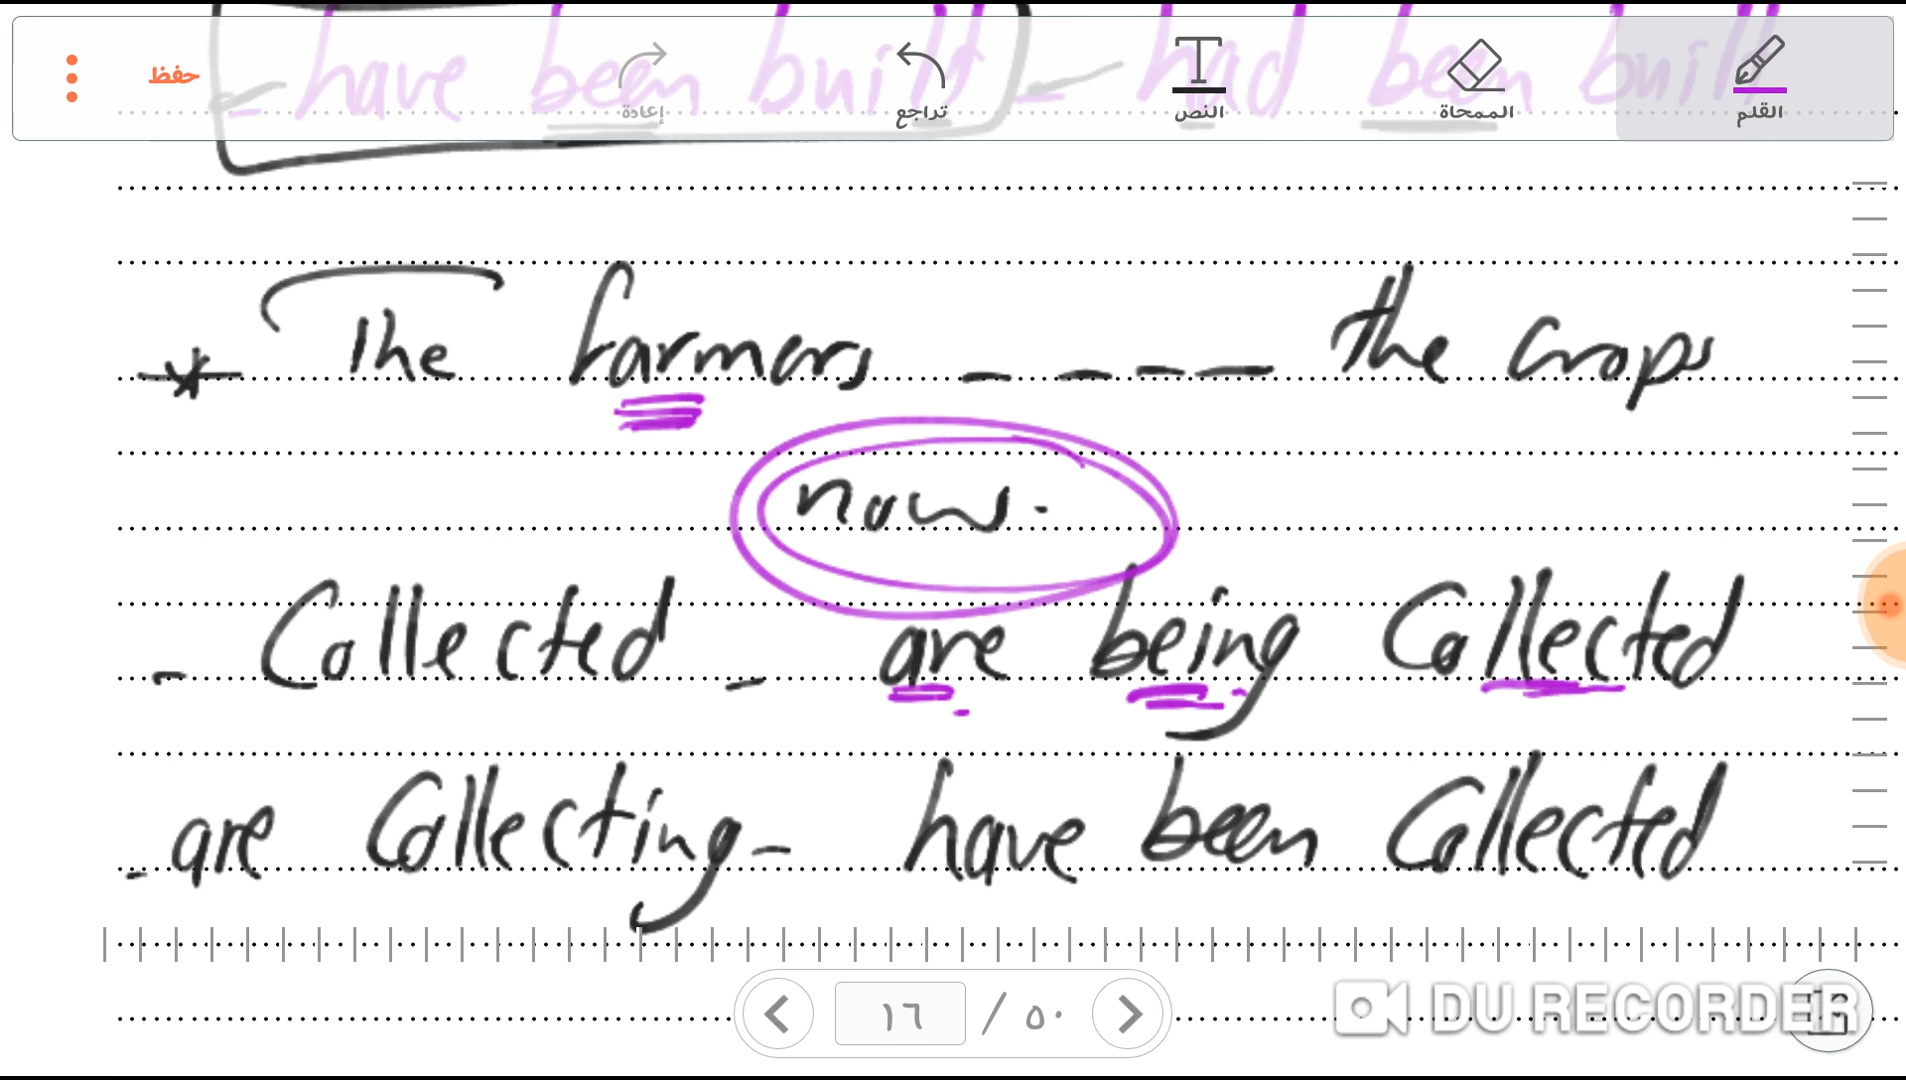 - have been built - had been built
حفظ إعادة تراجع النص الممحاة القلم
* The farmers - - - - the crops
now.
- Collected - are being Collected
- are Collecting - have been Collected
١٦ / ٥٠
DU RECORDER